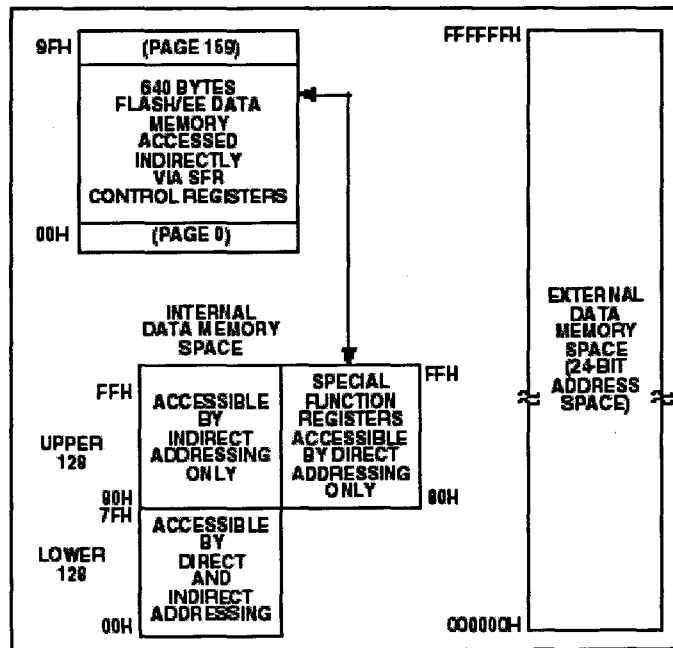 9FH
(PAGE 159)
640 BYTES
FLASH/EE DATA
MEMORY
ACCESSED
INDIRECTLY
VIA SFR
CONTROL REGISTERS
00H
(PAGE 0)
INTERNAL
DATA MEMORY
SPACE
FFH
UPPER
128
80H
7FH
LOWER
128
00H
ACCESSIBLE
BY
INDIRECT
ADDRESSING
ONLY
SPECIAL
FUNCTION
REGISTERS
ACCESSIBLE
BY DIRECT
ADDRESSING
ONLY
FFH
80H
ACCESSIBLE
BY
DIRECT
AND
INDIRECT
ADDRESSING
FFFFFFH
EXTERNAL
DATA
MEMORY
SPACE
(24-BIT
ADDRESS
SPACE)
000000H